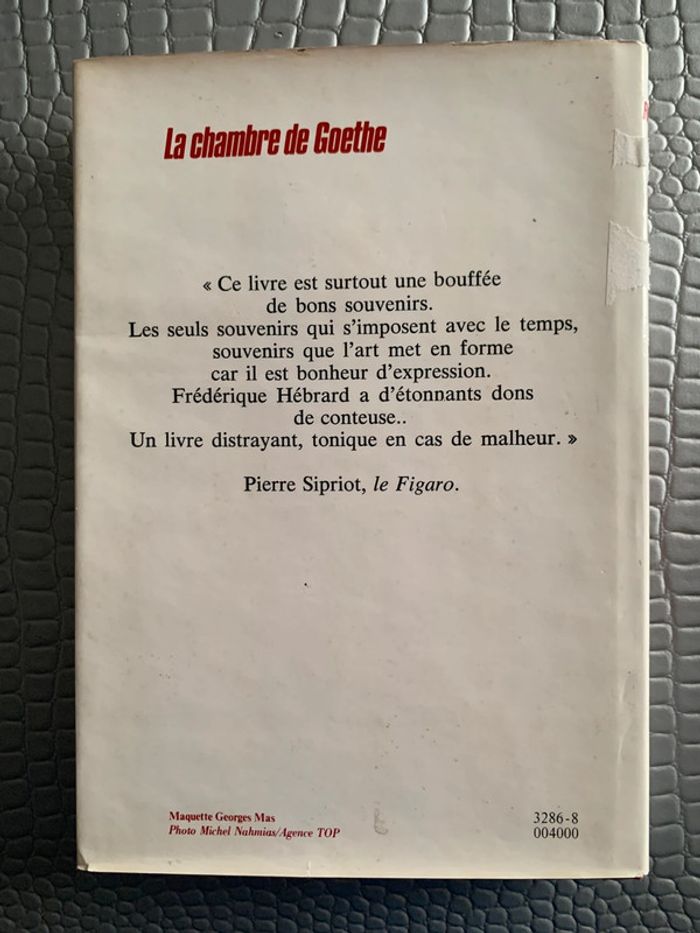 La chambre de Goethe
« Ce livre est surtout une bouffée
de bons souvenirs.
Les seuls souvenirs qui s'imposent avec le temps,
souvenirs que l'art met en forme
car il est bonheur d'expression.
Frédérique Hébrard a d'étonnants dons
de conteuse..
Un livre distrayant, tonique en cas de malheur. »
Pierre Sipriot, le Figaro.
Maquette Georges Mas
Photo Michel Nahmias/Agence TOP
3286-8
004000